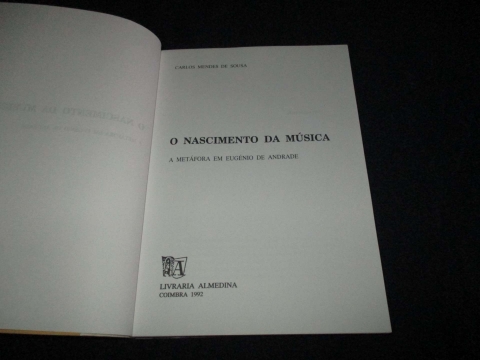 CARLOS MENDES DE SOUSA
O NASCIMENTO DA MÚSICA
A METÁFORA EM EUGÉNIO DE ANDRADE
A
LIVRARIA ALMEDINA
COIMBRA 1992